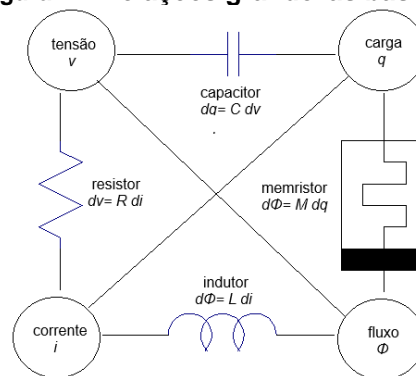 tensão
v
carga
q
capacitor
dq= C dv
resistor
dv= R di
memristor
dΦ= M dq
indutor
dΦ= L di
corrente
i
fluxo
Φ